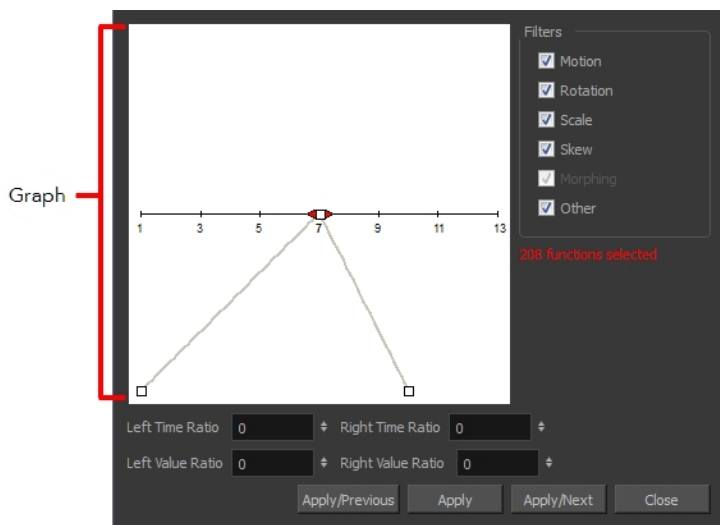 Graph
1 3 5 7 9 11 13
Filters
Motion
Rotation
Scale
Skew
Morphing
Other
208 functions selected
Left Time Ratio 0 Right Time Ratio 0
Left Value Ratio 0 Right Value Ratio 0
Apply/Previous Apply Apply/Next Close